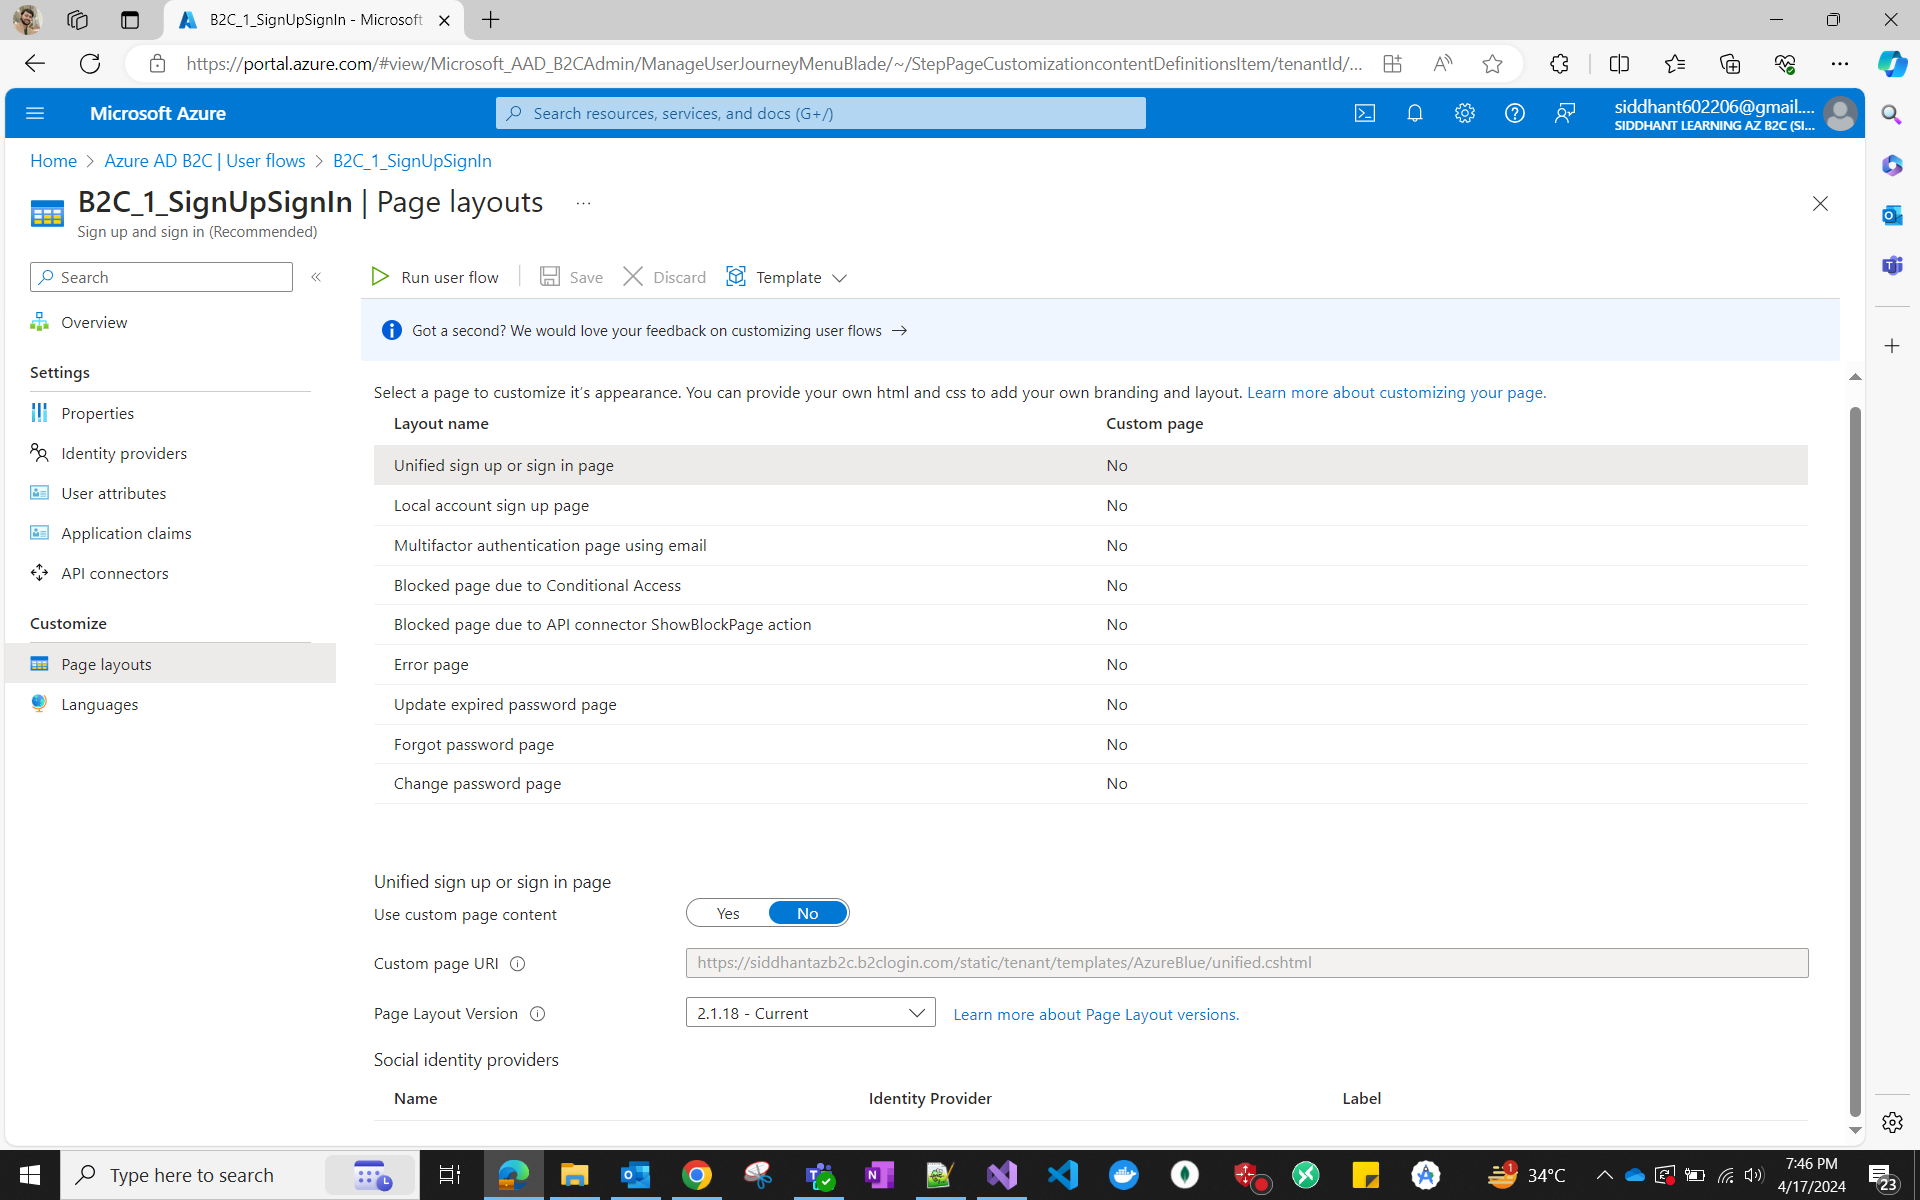 B2C_1_SignUpSignIn - Microsoft
https://portal.azure.com/#view/Microsoft_AAD_B2CAdmin/ManageUserJourneyMenuBlade/~/StepPageCustomizationcontentDefinitionsItem/tenantId/...
Microsoft Azure
Search resources, services, and docs (G+/)
siddhant602206@gmail....
SIDDHANT LEARNING AZ B2C (SI...
Home > Azure AD B2C | User flows > B2C_1_SignUpSignIn
B2C_1_SignUpSignIn | Page layouts ...
Sign up and sign in (Recommended)
Search
«
Overview
Settings
Properties
Identity providers
User attributes
Application claims
API connectors
Customize
Page layouts
Languages
Run user flow
Save
Discard
Template
Got a second? We would love your feedback on customizing user flows →
Select a page to customize it's appearance. You can provide your own html and css to add your own branding and layout. Learn more about customizing your page.
Layout name Custom page
Unified sign up or sign in page No
Local account sign up page No
Multifactor authentication page using email No
Blocked page due to Conditional Access No
Blocked page due to API connector ShowBlockPage action No
Error page No
Update expired password page No
Forgot password page No
Change password page No
Unified sign up or sign in page
Use custom page content Yes No
Custom page URI https://siddhantazb2c.b2clogin.com/static/tenant/templates/AzureBlue/unified.cshtml
Page Layout Version 2.1.18 - Current Learn more about Page Layout versions.
Social identity providers
Name Identity Provider Label
Type here to search
1
34°C
7:46 PM
4/17/2024
23